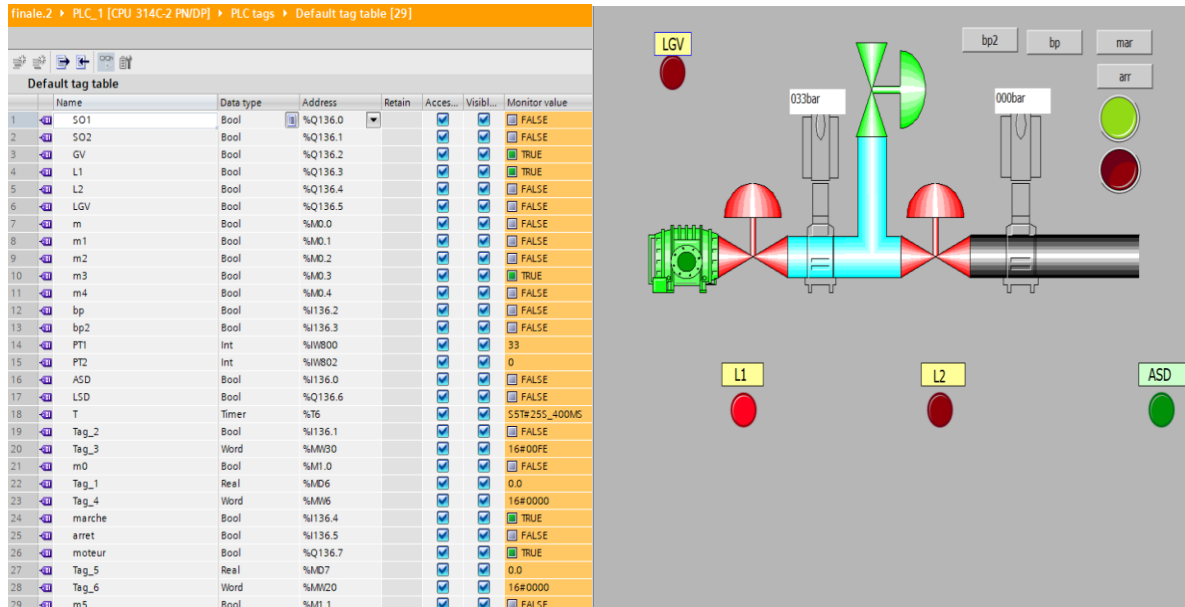 finale.2 ▸ PLC_1 [CPU 314C-2 PN/DP] ▸ PLC tags ▸ Default tag table [29]
Default tag table
Name Data type Address Retain Acces... Visibl... Monitor value
1 SO1 Bool %Q136.0 FALSE
2 SO2 Bool %Q136.1 FALSE
3 GV Bool %Q136.2 TRUE
4 L1 Bool %Q136.3 TRUE
5 L2 Bool %Q136.4 FALSE
6 LGV Bool %Q136.5 FALSE
7 m Bool %M0.0 FALSE
8 m1 Bool %M0.1 FALSE
9 m2 Bool %M0.2 FALSE
10 m3 Bool %M0.3 TRUE
11 m4 Bool %M0.4 FALSE
12 bp Bool %I136.2 FALSE
13 bp2 Bool %I136.3 FALSE
14 PT1 Int %IW800 33
15 PT2 Int %IW802 0
16 ASD Bool %I136.0 FALSE
17 LSD Bool %Q136.6 FALSE
18 T Timer %T6 S5T#25S_400MS
19 Tag_2 Bool %I136.1 FALSE
20 Tag_3 Word %MW30 16#00FE
21 m0 Bool %M1.0 FALSE
22 Tag_1 Real %MD6 0.0
23 Tag_4 Word %MW6 16#0000
24 marche Bool %I136.4 TRUE
25 arret Bool %I136.5 FALSE
26 moteur Bool %Q136.7 TRUE
27 Tag_5 Real %MD7 0.0
28 Tag_6 Word %MW20 16#0000
29 m5 Bool %M1.1 FALSE
LGV
bp2 bp mar
arr
033bar 000bar
L1 L2 ASD